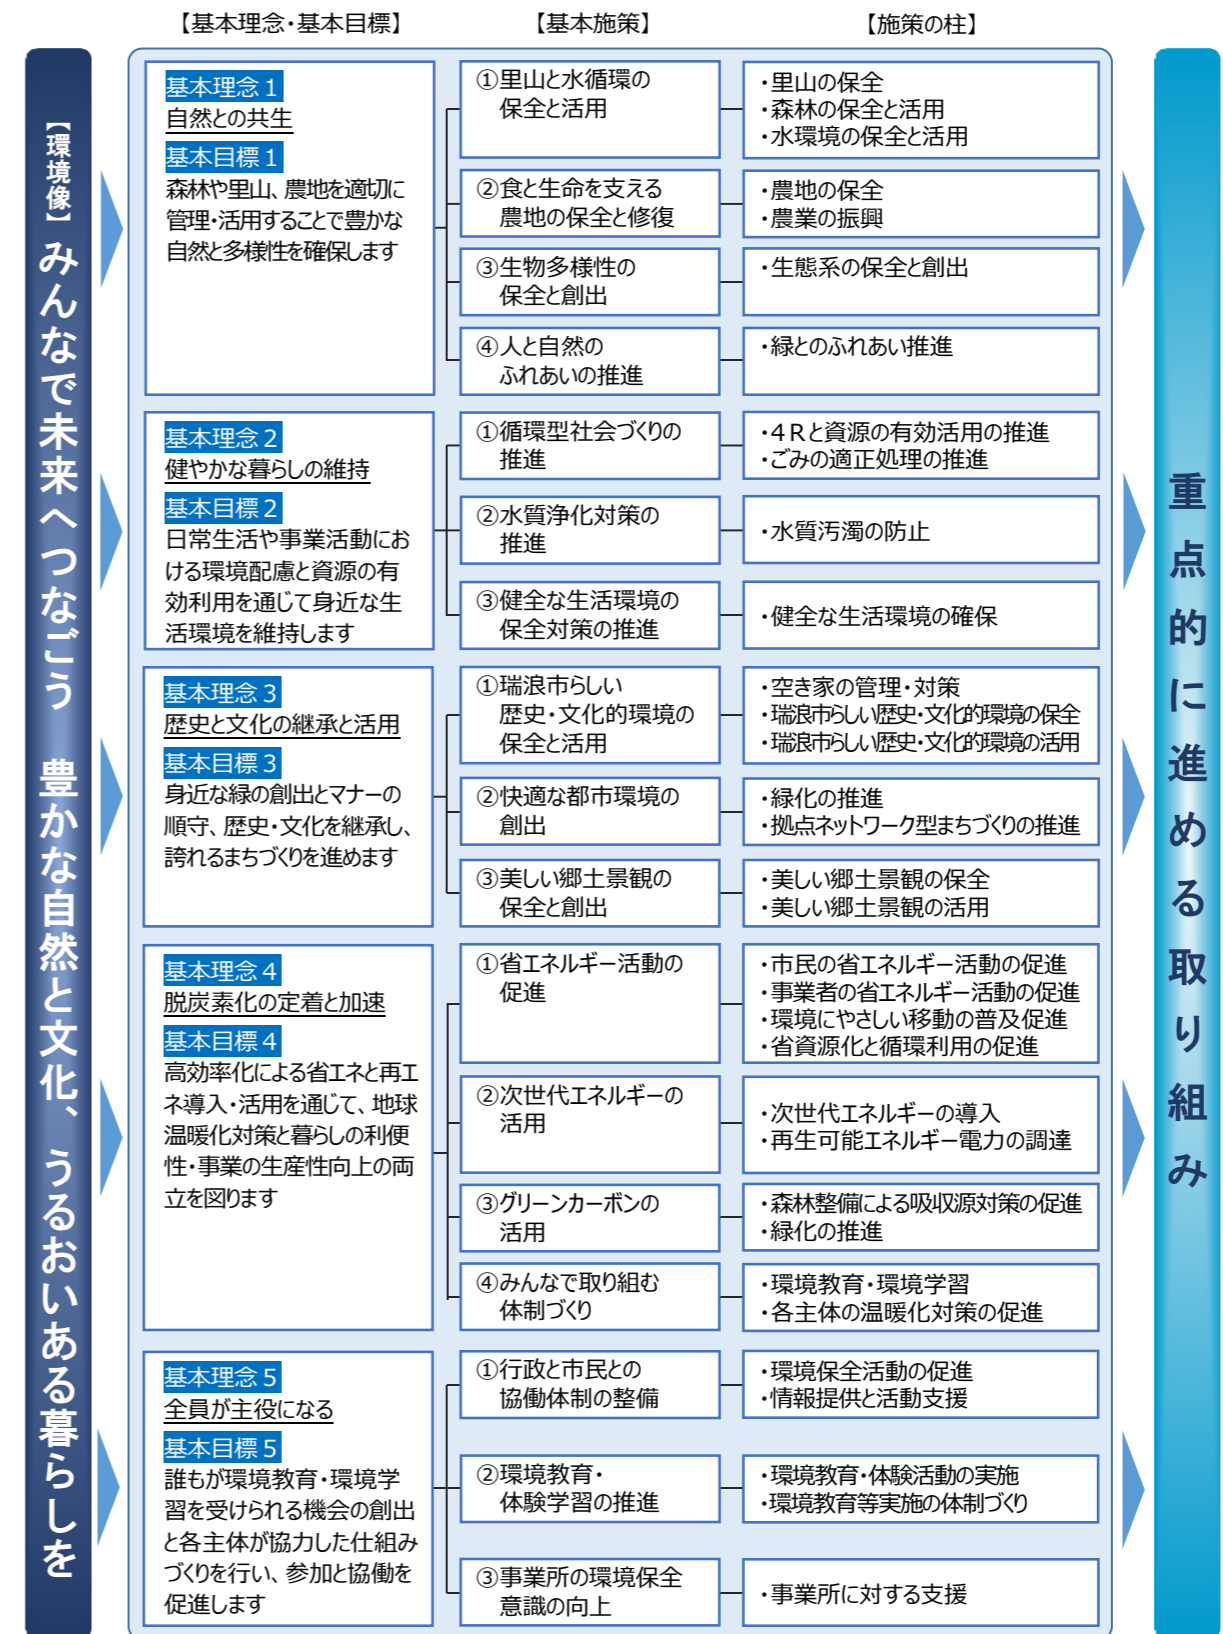 【基本理念・基本目標】
【基本施策】
【施策の柱】
【環境像】みんなで未来へつなごう　豊かな自然と文化、うるおいある暮らしを
基本理念１
自然との共生
基本目標１
森林や里山、農地を適切に
管理・活用することで豊かな
自然と多様性を確保します
①里山と水循環の
保全と活用
・里山の保全
・森林の保全と活用
・水環境の保全と活用
②食と生命を支える
農地の保全と修復
・農地の保全
・農業の振興
③生物多様性の
保全と創出
・生態系の保全と創出
④人と自然の
ふれあいの推進
・緑とのふれあい推進
基本理念２
健やかな暮らしの維持
基本目標２
日常生活や事業活動にお
ける環境配慮と資源の有
効利用を通じて身近な生
活環境を維持します
①循環型社会づくりの
推進
・４Ｒと資源の有効活用の推進
・ごみの適正処理の推進
②水質浄化対策の
推進
・水質汚濁の防止
③健全な生活環境の
保全対策の推進
・健全な生活環境の確保
基本理念３
歴史と文化の継承と活用
基本目標３
身近な緑の創出とマナーの
順守、歴史・文化を継承し、
誇れるまちづくりを進めます
①瑞浪市らしい
歴史・文化的環境の
保全と活用
・空き家の管理・対策
・瑞浪市らしい歴史・文化的環境の保全
・瑞浪市らしい歴史・文化的環境の活用
②快適な都市環境の
創出
・緑化の推進
・拠点ネットワーク型まちづくりの推進
③美しい郷土景観の
保全と創出
・美しい郷土景観の保全
・美しい郷土景観の活用
基本理念４
脱炭素化の定着と加速
基本目標４
高効率化による省エネと再エ
ネ導入・活用を通じて、地球
温暖化対策と暮らしの利便
性・事業の生産性向上の両
立を図ります
①省エネルギー活動の
促進
・市民の省エネルギー活動の促進
・事業者の省エネルギー活動の促進
・環境にやさしい移動の普及促進
・省資源化と循環利用の促進
②次世代エネルギーの
活用
・次世代エネルギーの導入
・再生可能エネルギー電力の調達
③グリーンカーボンの
活用
・森林整備による吸収源対策の促進
・緑化の推進
④みんなで取り組む
体制づくり
・環境教育・環境学習
・各主体の温暖化対策の促進
基本理念５
全員が主役になる
基本目標５
誰もが環境教育・環境学
習を受けられる機会の創出
と各主体が協力した仕組み
づくりを行い、参加と協働を
促進します
①行政と市民との
協働体制の整備
・環境保全活動の促進
・情報提供と活動支援
②環境教育・
体験学習の推進
・環境教育・体験活動の実施
・環境教育等実施の体制づくり
③事業所の環境保全
意識の向上
・事業所に対する支援
重点的に進める取り組み